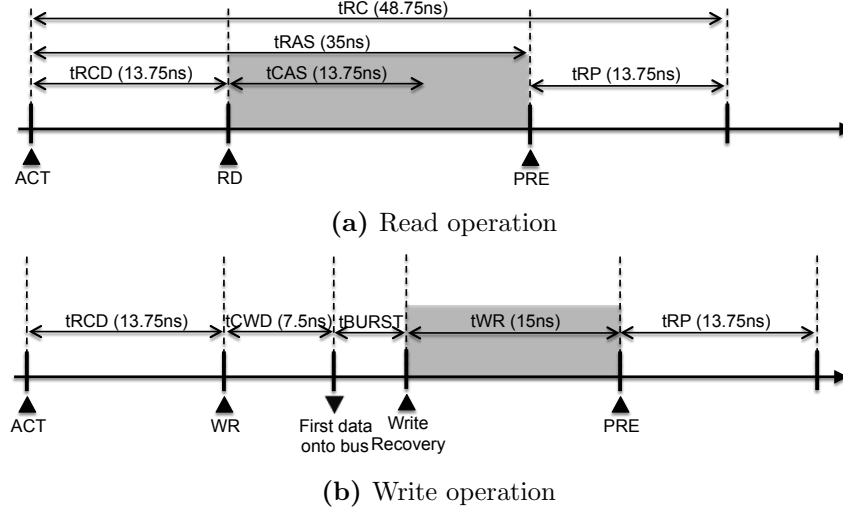 tRC (48.75ns)
tRAS (35ns)
tRCD (13.75ns) tCAS (13.75ns) tRP (13.75ns)
ACT RD PRE
(a) Read operation
tRCD (13.75ns) tCWD (7.5ns) tBURST tWR (15ns) tRP (13.75ns)
ACT WR First data Write PRE
onto bus Recovery
(b) Write operation